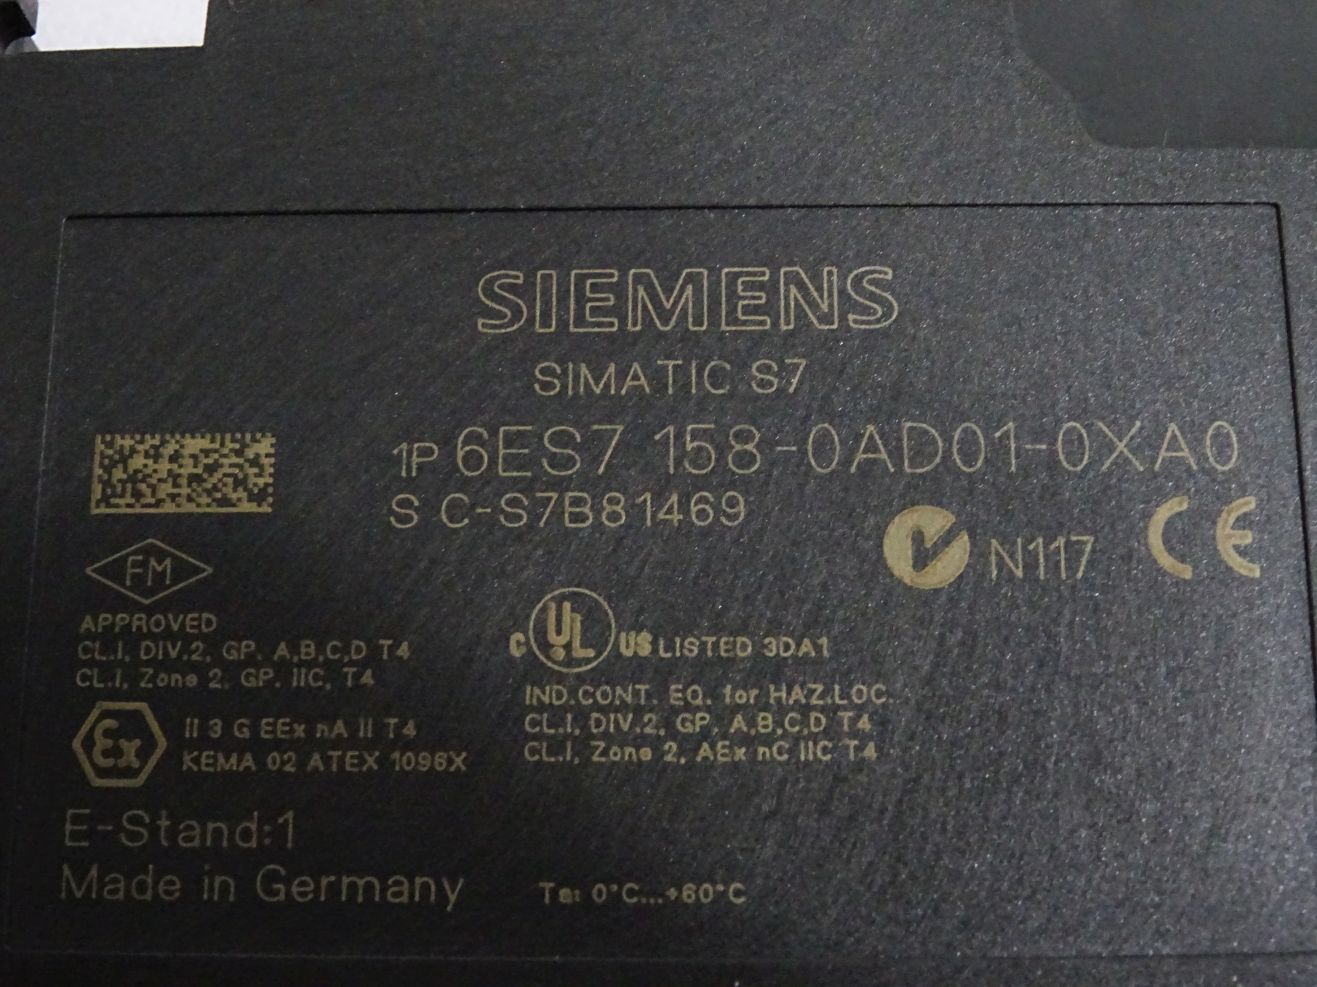 SIEMENS
SIMATIC S7
1P 6ES7 158-0AD01-0XA0
S C-S7B81469
N117 CE
FM
APPROVED
CL.I, DIV.2, GP. A,B,C,D T4
CL.I, Zone 2, GP. IIC, T4
Ex II 3 G EEx nA II T4
KEMA 02 ATEX 1096X
C UL US LISTED 3DA1
IND.CONT. EQ. for HAZ.LOC.
CL.I, DIV.2, GP, A,B,C,D T4
CL.I, Zone 2, AEx nC IIC T4
E-Stand:1
Made in Germany
Ta: 0°C...+60°C